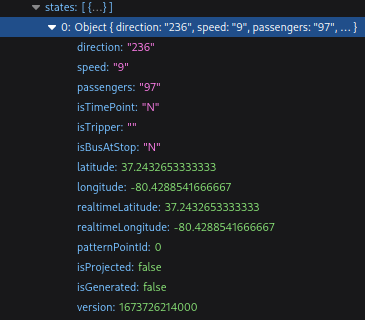 states: [ {…} ]
0: Object { direction: "236", speed: "9", passengers: "97", … }
direction: "236"
speed: "9"
passengers: "97"
isTimePoint: "N"
isTripper: ""
isBusAtStop: "N"
latitude: 37.2432653333333
longitude: -80.4288541666667
realtimeLatitude: 37.2432653333333
realtimeLongitude: -80.4288541666667
patternPointId: 0
isProjected: false
isGenerated: false
version: 1673726214000